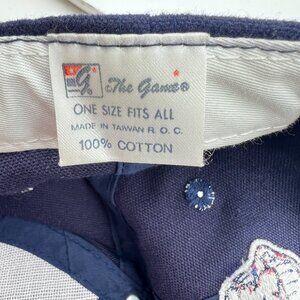 G.
The Game®
ONE SIZE FITS ALL
MADE IN TAIWAN R.O.C.
100% COTTON